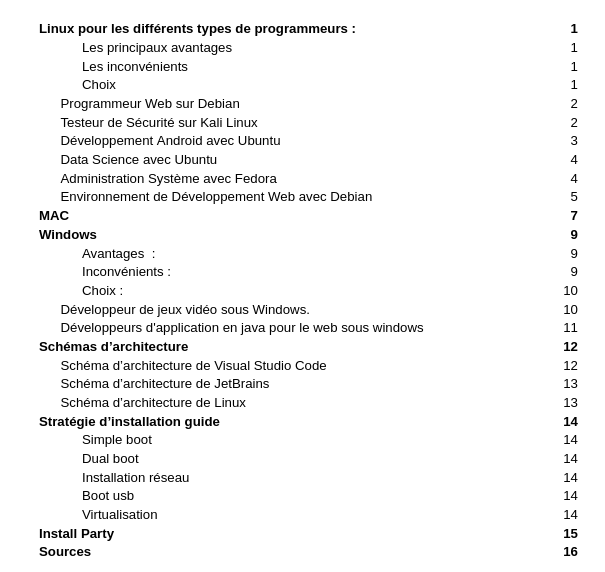 Linux pour les différents types de programmeurs : 1
Les principaux avantages 1
Les inconvénients 1
Choix 1
Programmeur Web sur Debian 2
Testeur de Sécurité sur Kali Linux 2
Développement Android avec Ubuntu 3
Data Science avec Ubuntu 4
Administration Système avec Fedora 4
Environnement de Développement Web avec Debian 5
MAC 7
Windows 9
Avantages  : 9
Inconvénients : 9
Choix : 10
Développeur de jeux vidéo sous Windows. 10
Développeurs d'application en java pour le web sous windows 11
Schémas d’architecture 12
Schéma d’architecture de Visual Studio Code 12
Schéma d’architecture de JetBrains 13
Schéma d’architecture de Linux 13
Stratégie d’installation guide 14
Simple boot 14
Dual boot 14
Installation réseau 14
Boot usb 14
Virtualisation 14
Install Party 15
Sources 16